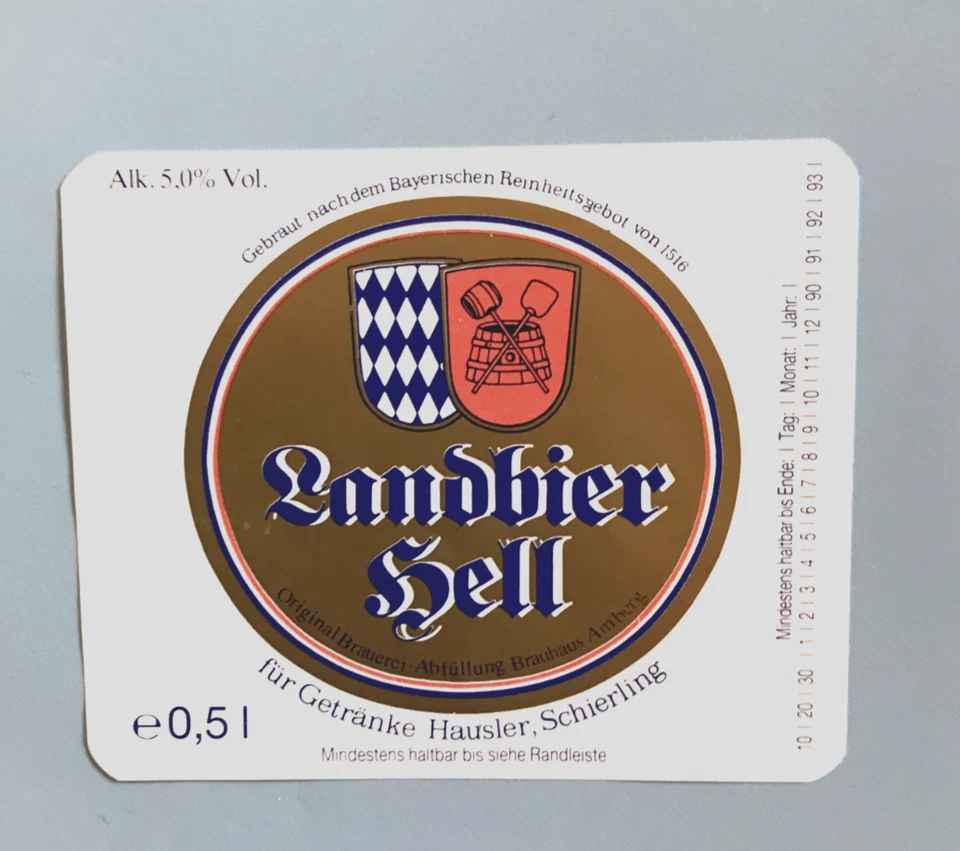 Alk. 5,0% Vol.
Gebraut nach dem Bayerischen Reinheitsgebot von 1516
Landbier
Hell
Original Brauerei-Abfüllung Brauhaus Amberg
für Getränke Hausler, Schierling
e 0,5 l
Mindestens haltbar bis siehe Randleiste
Mindestens haltbar bis Ende: | Tag: | Monat: | Jahr: |
10 | 20 | 30 | 1 | 2 | 3 | 4 | 5 | 6 | 7 | 8 | 9 | 10 | 11 | 12 | 90 | 91 | 92 | 93 |